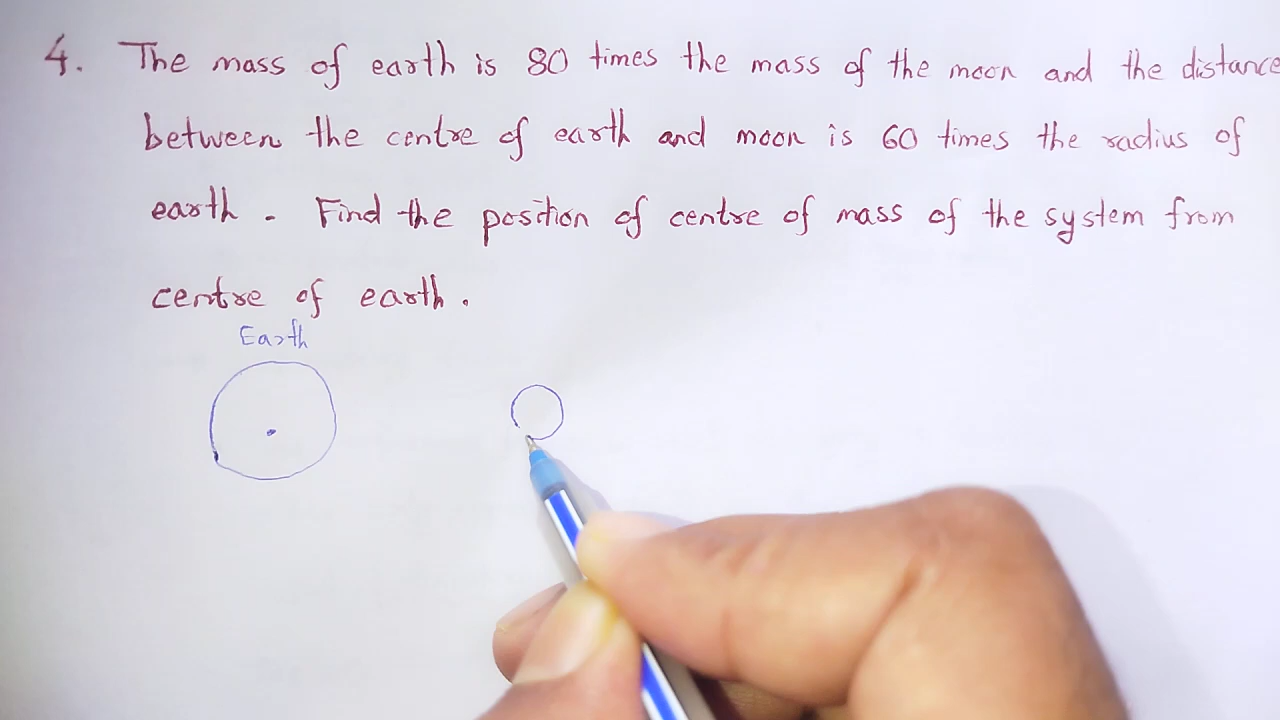 4. The mass of earth is 80 times the mass of the moon and the distance
between the centre of earth and moon is 60 times the radius of
earth. Find the position of centre of mass of the system from
centre of earth.
Earth